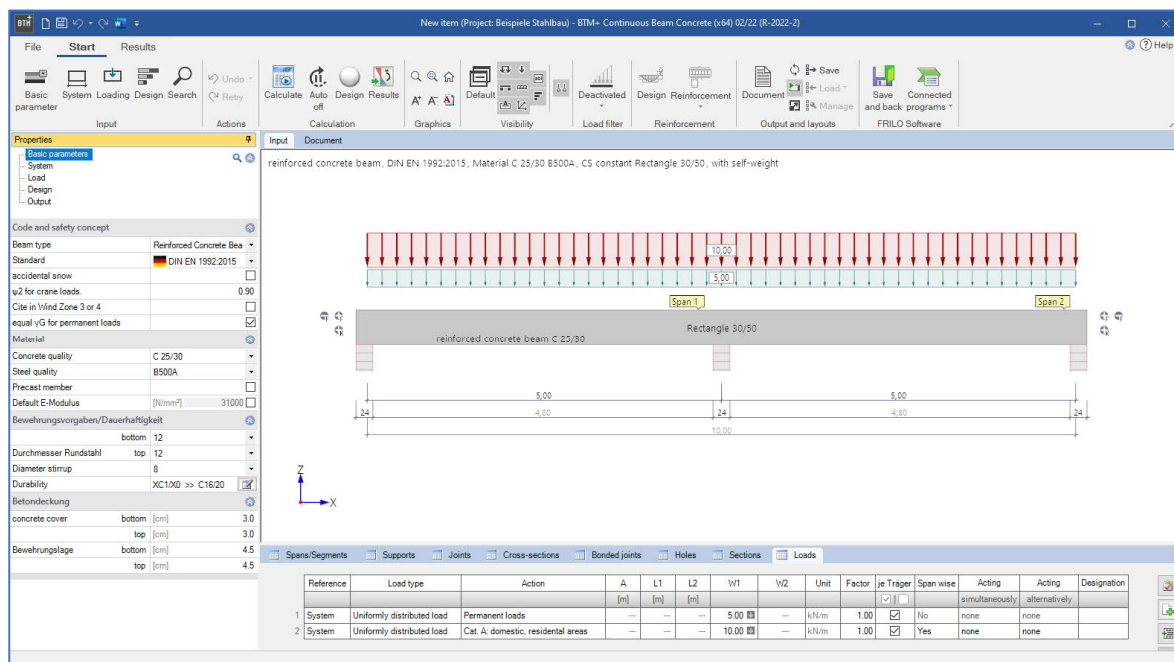 BTM+
New item (Project: Beispiele Stahlbau) - BTM+ Continuous Beam Concrete (x64) 02/22 (R-2022-2)
File Start Results Help
Basic parameter System Loading Design Search Undo Retry Calculate Auto off Design Results Default Deactivated Design Reinforcement Document Save Load Manage Save and back Connected programs
Input Actions Calculation Graphics Visibility Load filter Reinforcement Output and layouts FRILO Software
Properties
Basic parameters
System
Load
Design
Output
Code and safety concept
Beam type Reinforced Concrete Bea
Standard DIN EN 1992:2015
accidental snow
ψ2 for crane loads. 0.90
Cite in Wind Zone 3 or 4
equal γG for permanent loads
Material
Concrete quality C 25/30
Steel quality B500A
Precast member
Default E-Modulus [N/mm²] 31000
Bewehrungsvorgaben/Dauerhaftigkeit
bottom 12
Durchmesser Rundstahl top 12
Diameter stirrup 8
Durability XC1/X0 >> C16/20
Betondeckung
concrete cover bottom [cm] 3.0
top [cm] 3.0
Bewehrungslage bottom [cm] 4.5
top [cm] 4.5
Input Document
reinforced concrete beam, DIN EN 1992:2015, Material C 25/30 B500A, CS constant Rectangle 30/50, with self-weight
10,00
5,00
Span 1 Span 2
Rectangle 30/50
reinforced concrete beam C 25/30
5,00 5,00
24 4,80 24 4,80 24
10,00
Z
X
Spans/Segments Supports Joints Cross-sections Bonded joints Holes Sections Loads
Reference Load type Action A L1 L2 W1 W2 Unit Factor je Träger Span wise Acting Acting Designation
[m] [m] [m] simultaneously alternatively
1 System Uniformly distributed load Permanent loads --- --- --- 5.00 --- kN/m 1.00 No none none
2 System Uniformly distributed load Cat. A: domestic, residental areas --- --- --- 10.00 --- kN/m 1.00 Yes none none